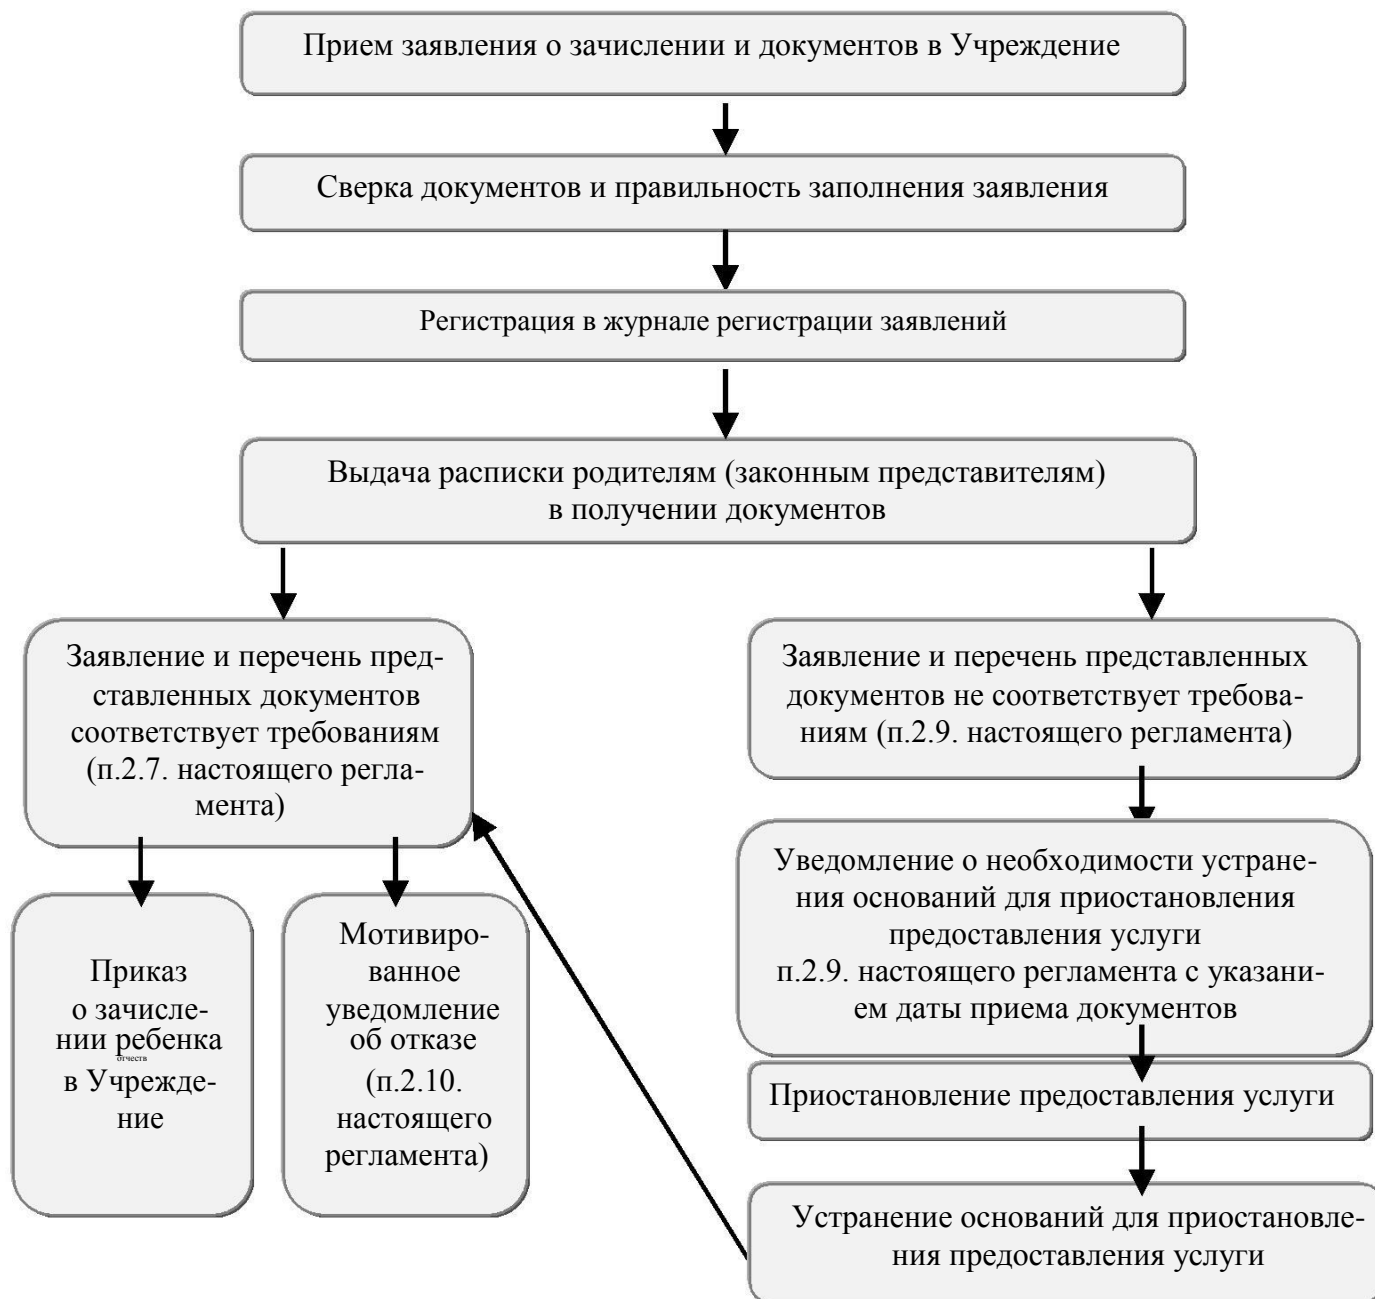 Прием заявления о зачислении и документов в Учреждение
Сверка документов и правильность заполнения заявления
Регистрация в журнале регистрации заявлений
Выдача расписки родителям (законным представителям)
в получении документов
Заявление и перечень пред-
ставленных документов
соответствует требованиям
(п.2.7. настоящего регла-
мента)
Заявление и перечень представленных
документов не соответствует требова-
ниям (п.2.9. настоящего регламента)
Уведомление о необходимости устране-
ния оснований для приостановления
предоставления услуги
п.2.9. настоящего регламента с указани-
ем даты приема документов
Приказ
о зачисле-
нии ребенка
отчеств
в Учрежде-
ние
Мотивиро-
ванное
уведомление
об отказе
(п.2.10.
настоящего
регламента)
Приостановление предоставления услуги
Устранение оснований для приостановле-
ния предоставления услуги